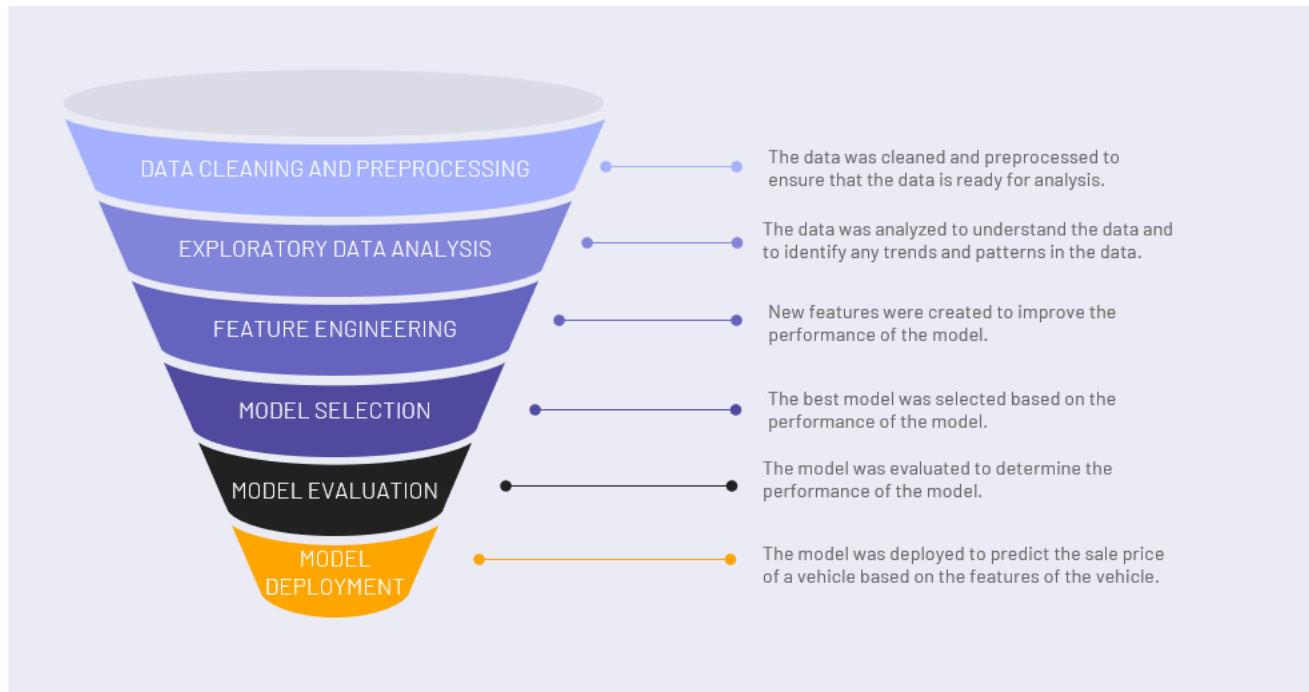 DATA CLEANING AND PREPROCESSING
The data was cleaned and preprocessed to
ensure that the data is ready for analysis.
EXPLORATORY DATA ANALYSIS
The data was analyzed to understand the data and
to identify any trends and patterns in the data.
FEATURE ENGINEERING
New features were created to improve the
performance of the model.
MODEL SELECTION
The best model was selected based on the
performance of the model.
MODEL EVALUATION
The model was evaluated to determine the
performance of the model.
MODEL
DEPLOYMENT
The model was deployed to predict the sale price
of a vehicle based on the features of the vehicle.